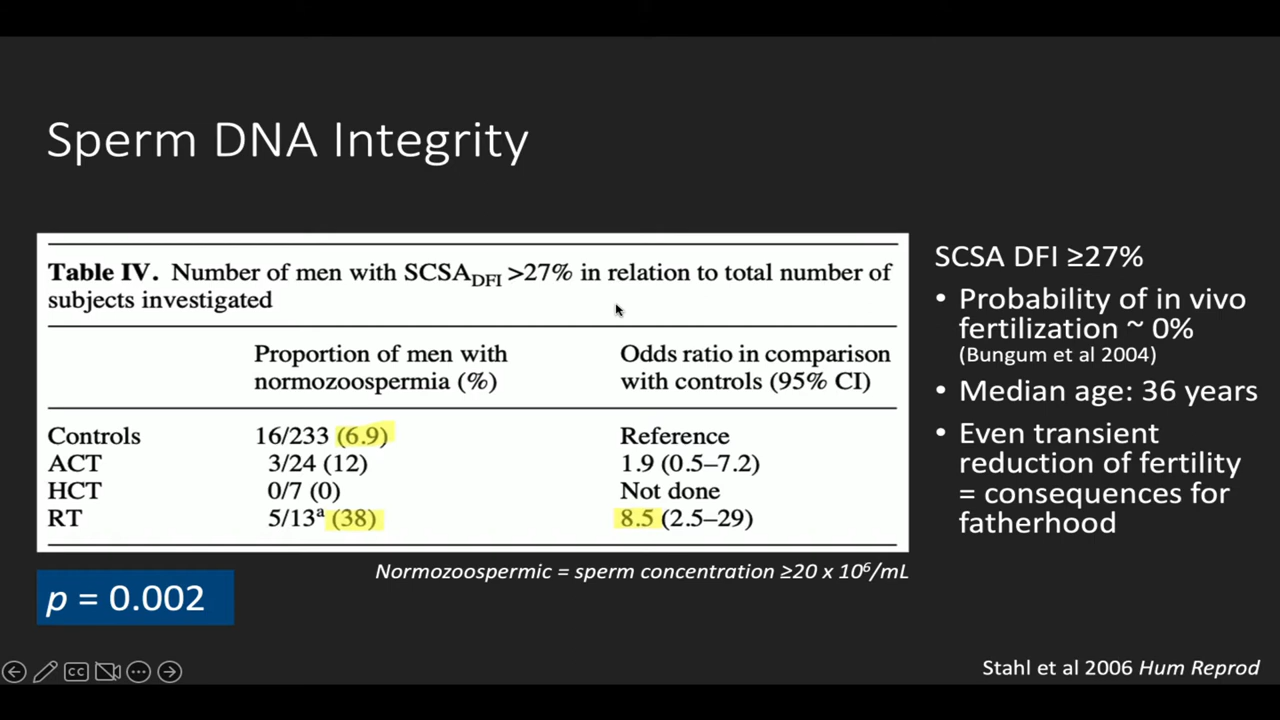 Sperm DNA Integrity
Table IV. Number of men with SCSADFI >27% in relation to total number of
subjects investigated
Proportion of men with
normozoospermia (%)
Odds ratio in comparison
with controls (95% CI)
Controls 16/233 (6.9) Reference
ACT 3/24 (12) 1.9 (0.5–7.2)
HCT 0/7 (0) Not done
RT 5/13ª (38) 8.5 (2.5–29)
Normozoospermic = sperm concentration ≥20 x 10⁶/mL
p = 0.002
SCSA DFI ≥27%
• Probability of in vivo
fertilization ~ 0%
(Bungum et al 2004)
• Median age: 36 years
• Even transient
reduction of fertility
= consequences for
fatherhood
CC
Stahl et al 2006 Hum Reprod